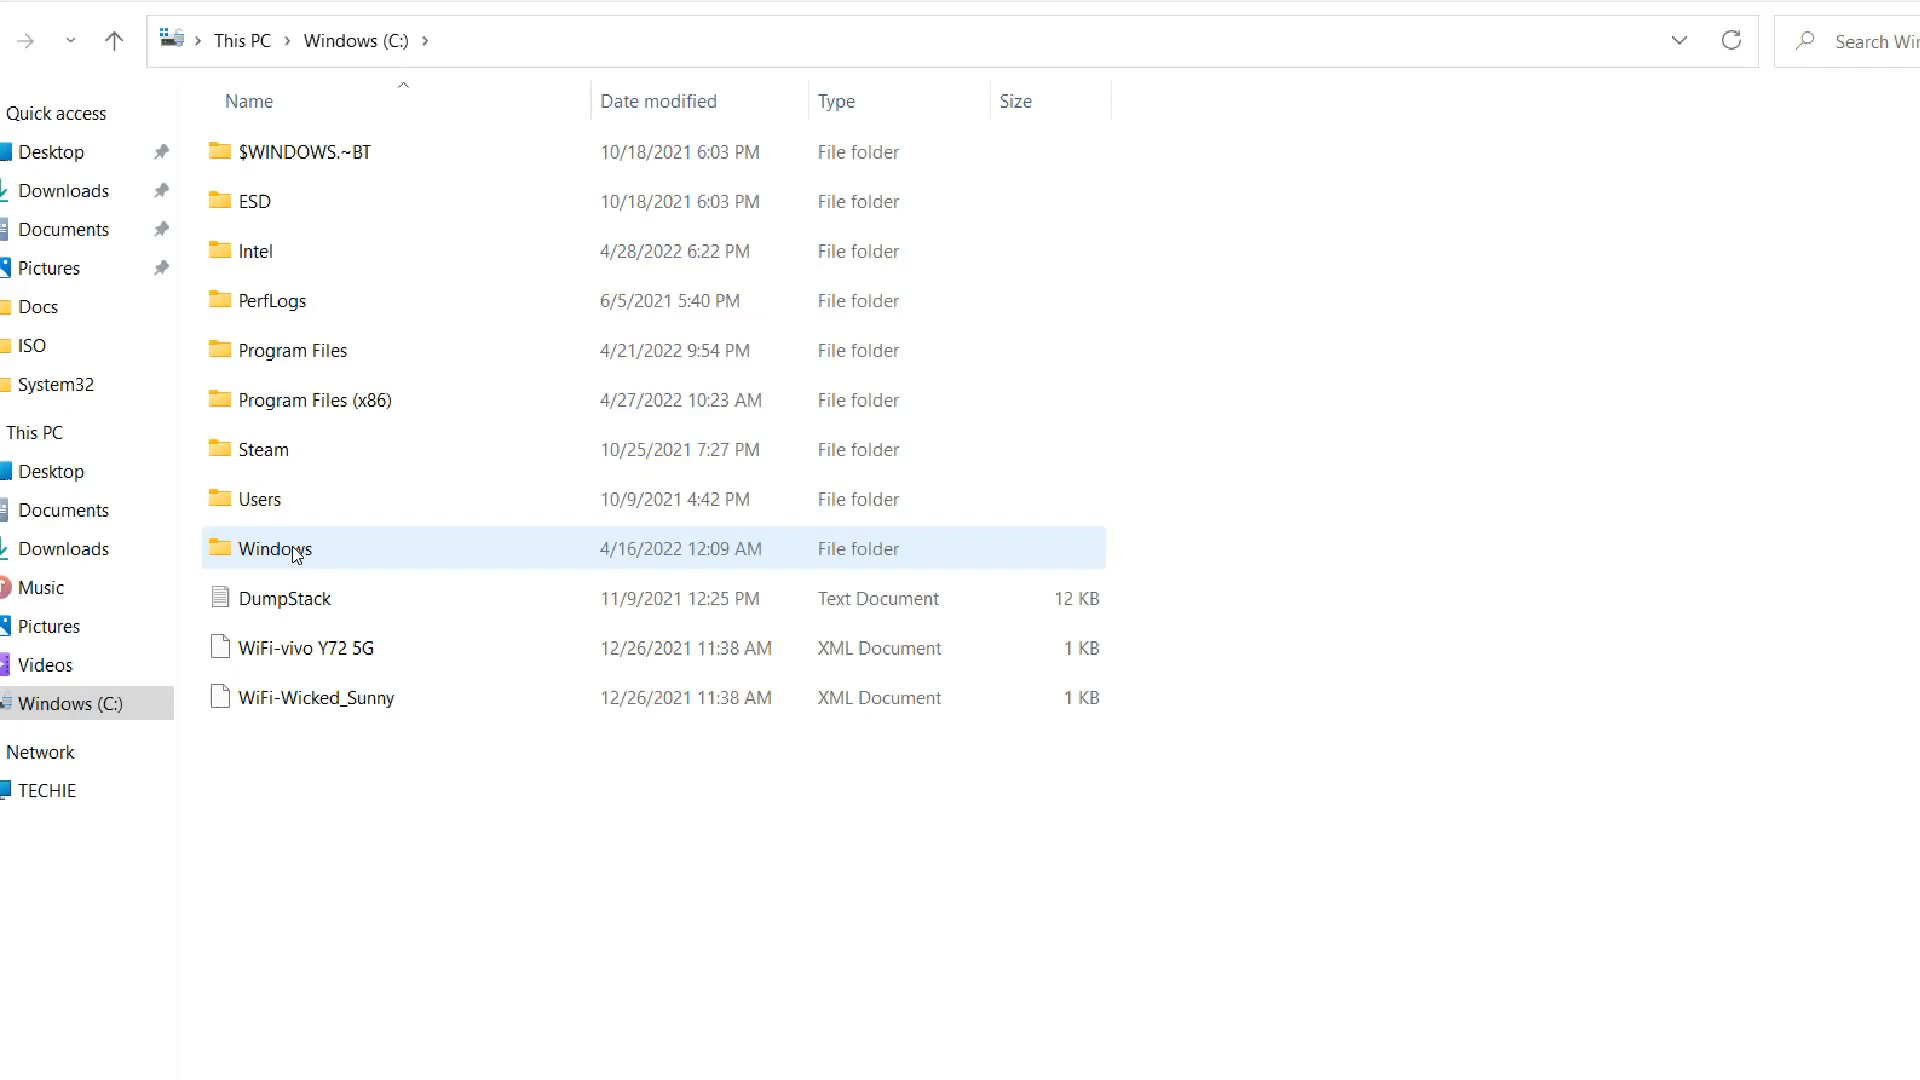 This PC > Windows (C:) >
Search Win
Name Date modified Type Size
Quick access
Desktop
Downloads
Documents
Pictures
Docs
ISO
System32
This PC
Desktop
Documents
Downloads
Music
Pictures
Videos
Windows (C:)
Network
TECHIE
$WINDOWS.~BT 10/18/2021 6:03 PM File folder
ESD 10/18/2021 6:03 PM File folder
Intel 4/28/2022 6:22 PM File folder
PerfLogs 6/5/2021 5:40 PM File folder
Program Files 4/21/2022 9:54 PM File folder
Program Files (x86) 4/27/2022 10:23 AM File folder
Steam 10/25/2021 7:27 PM File folder
Users 10/9/2021 4:42 PM File folder
Windows 4/16/2022 12:09 AM File folder
DumpStack 11/9/2021 12:25 PM Text Document 12 KB
WiFi-vivo Y72 5G 12/26/2021 11:38 AM XML Document 1 KB
WiFi-Wicked_Sunny 12/26/2021 11:38 AM XML Document 1 KB